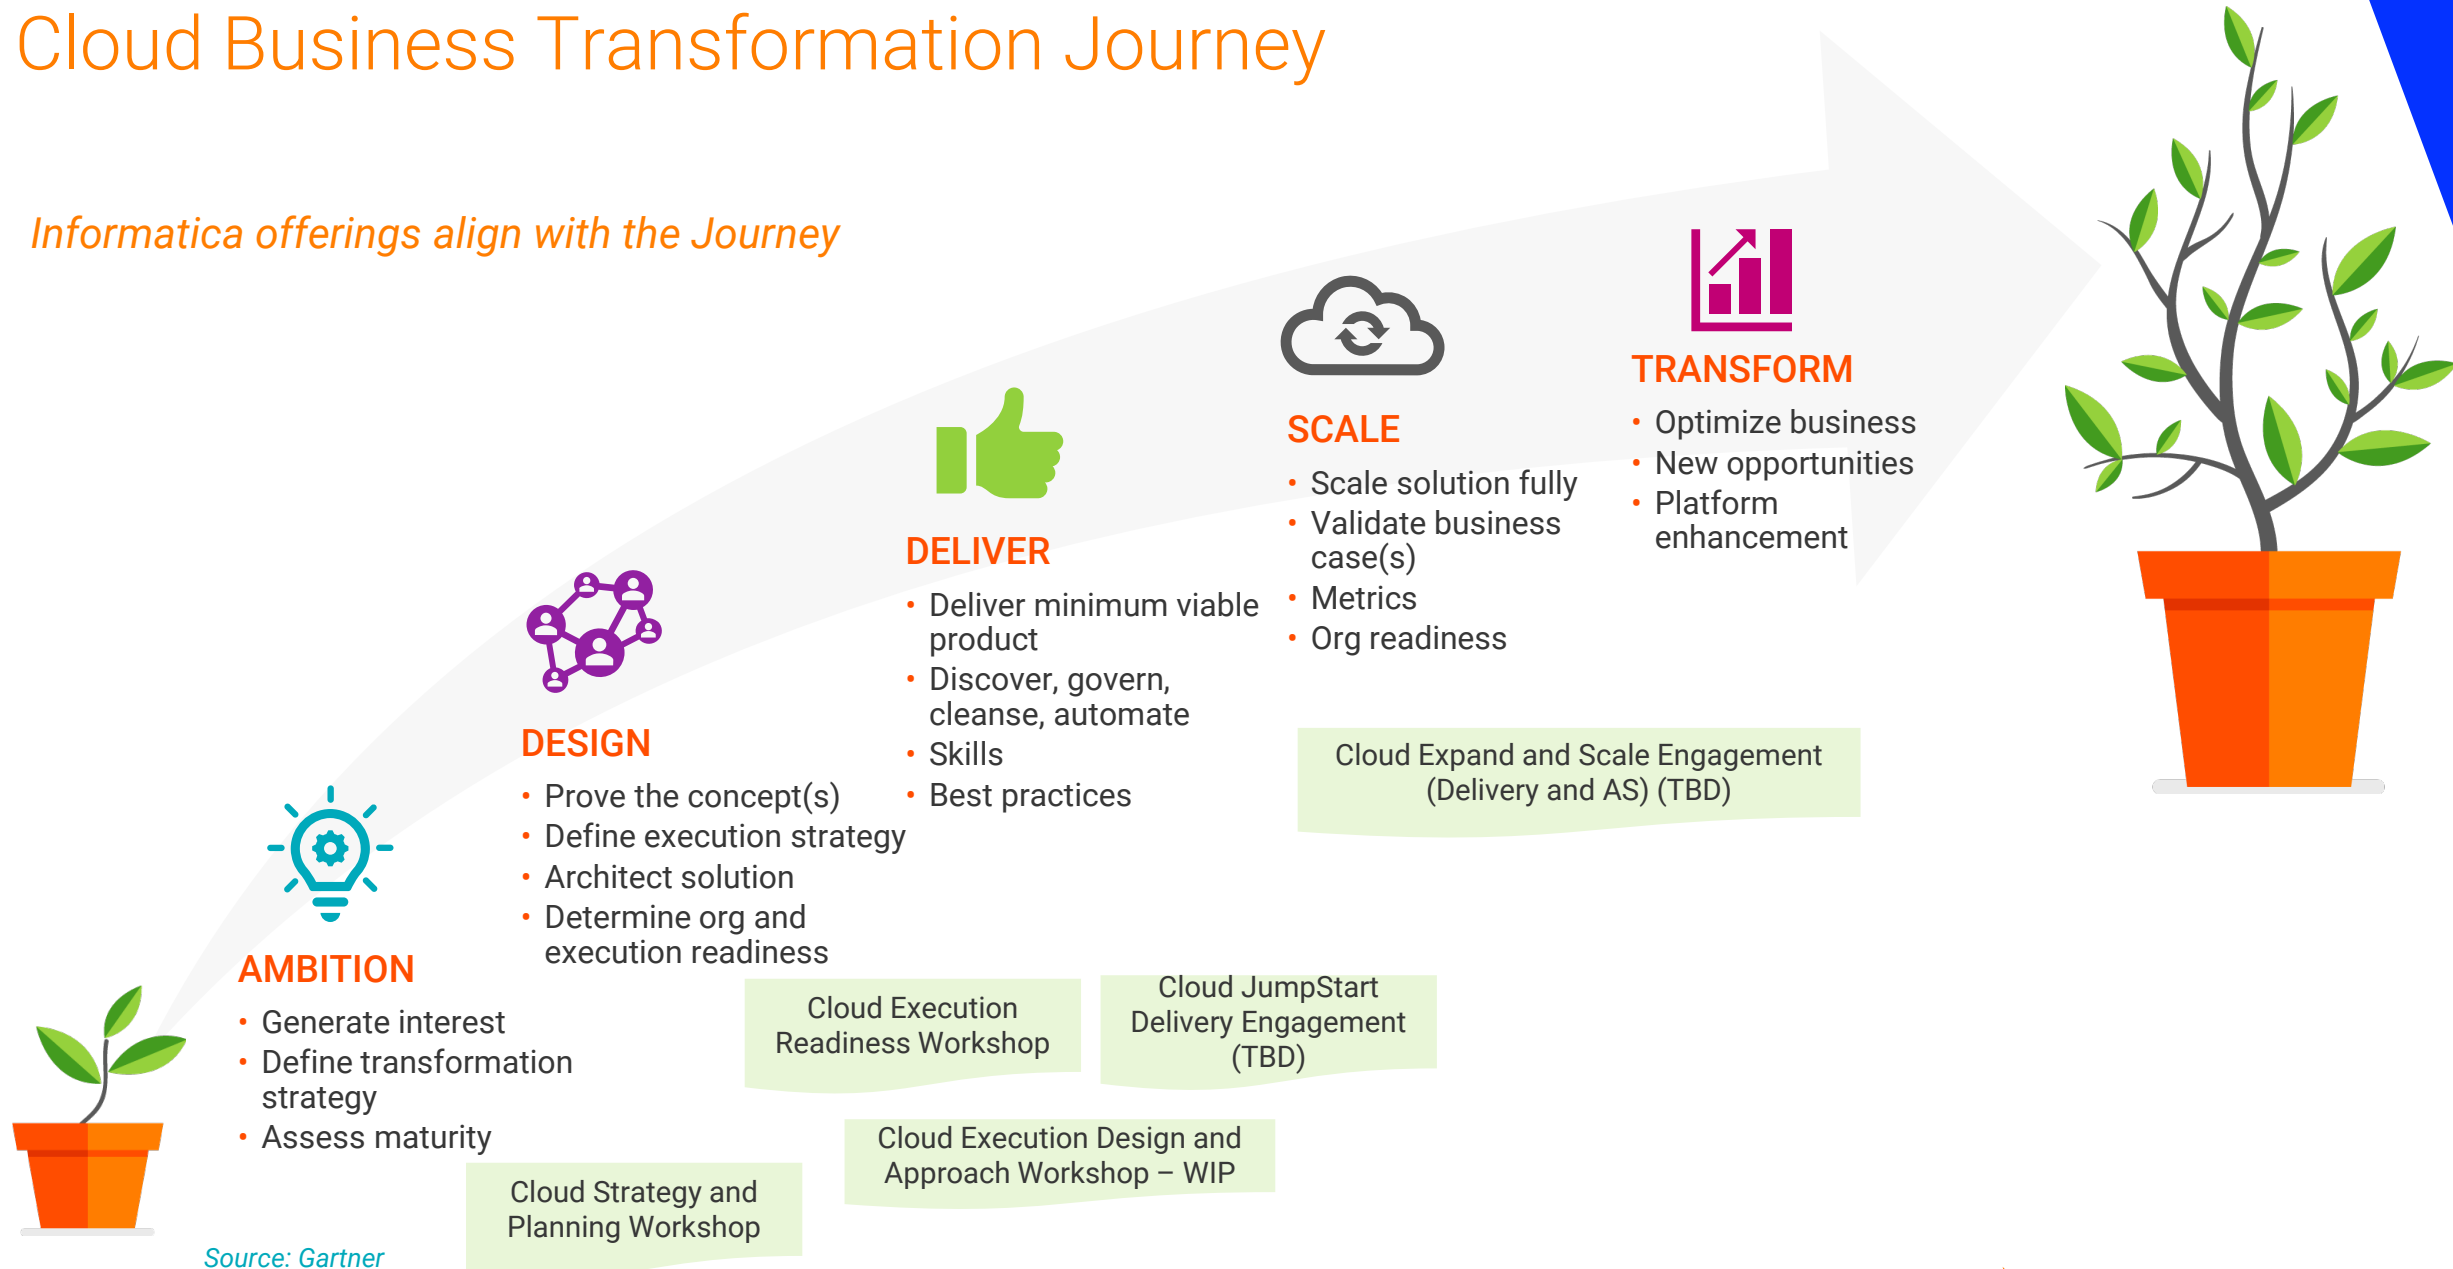 Cloud Business Transformation Journey
Informatica offerings align with the Journey
AMBITION
• Generate interest
• Define transformation
strategy
• Assess maturity
DESIGN
• Prove the concept(s)
• Define execution strategy
• Architect solution
• Determine org and
execution readiness
DELIVER
• Deliver minimum viable
product
• Discover, govern,
cleanse, automate
• Skills
• Best practices
SCALE
• Scale solution fully
• Validate business
case(s)
• Metrics
• Org readiness
TRANSFORM
• Optimize business
• New opportunities
• Platform
enhancement
Cloud Expand and Scale Engagement
(Delivery and AS) (TBD)
Cloud Execution
Readiness Workshop
Cloud JumpStart
Delivery Engagement
(TBD)
Cloud Execution Design and
Approach Workshop – WIP
Cloud Strategy and
Planning Workshop
Source: Gartner